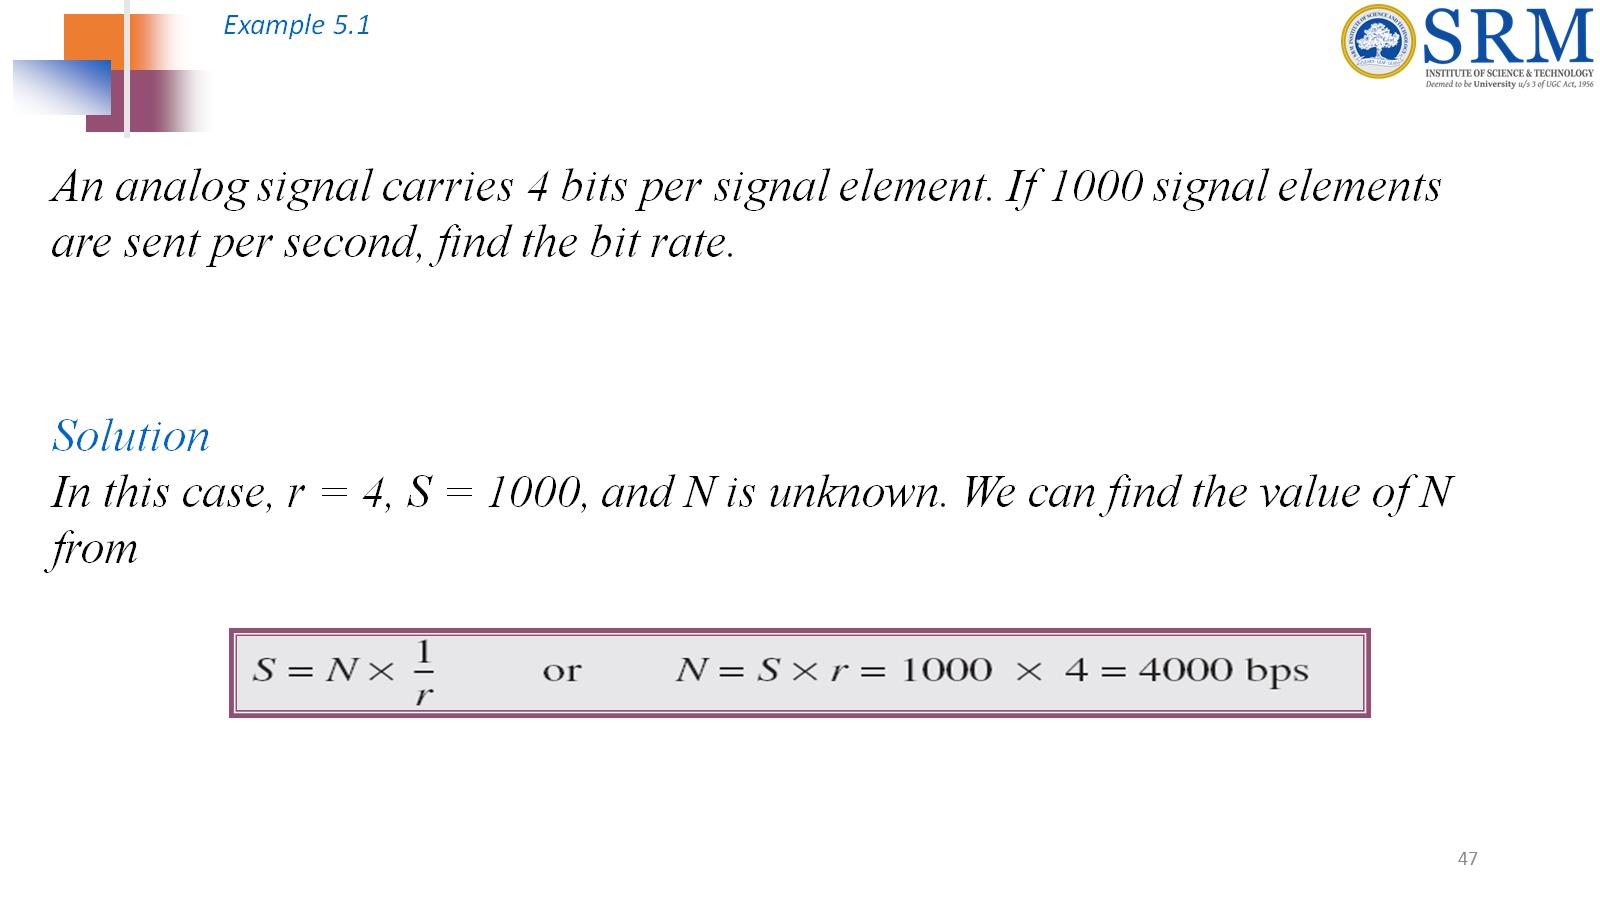 Example 5.1
SRM
INSTITUTE OF SCIENCE & TECHNOLOGY
Deemed to be University u/s 3 of UGC Act, 1956
An analog signal carries 4 bits per signal element. If 1000 signal elements
are sent per second, find the bit rate.
Solution
In this case, r = 4, S = 1000, and N is unknown. We can find the value of N
from
S = N × 1/r or N = S × r = 1000 × 4 = 4000 bps
47